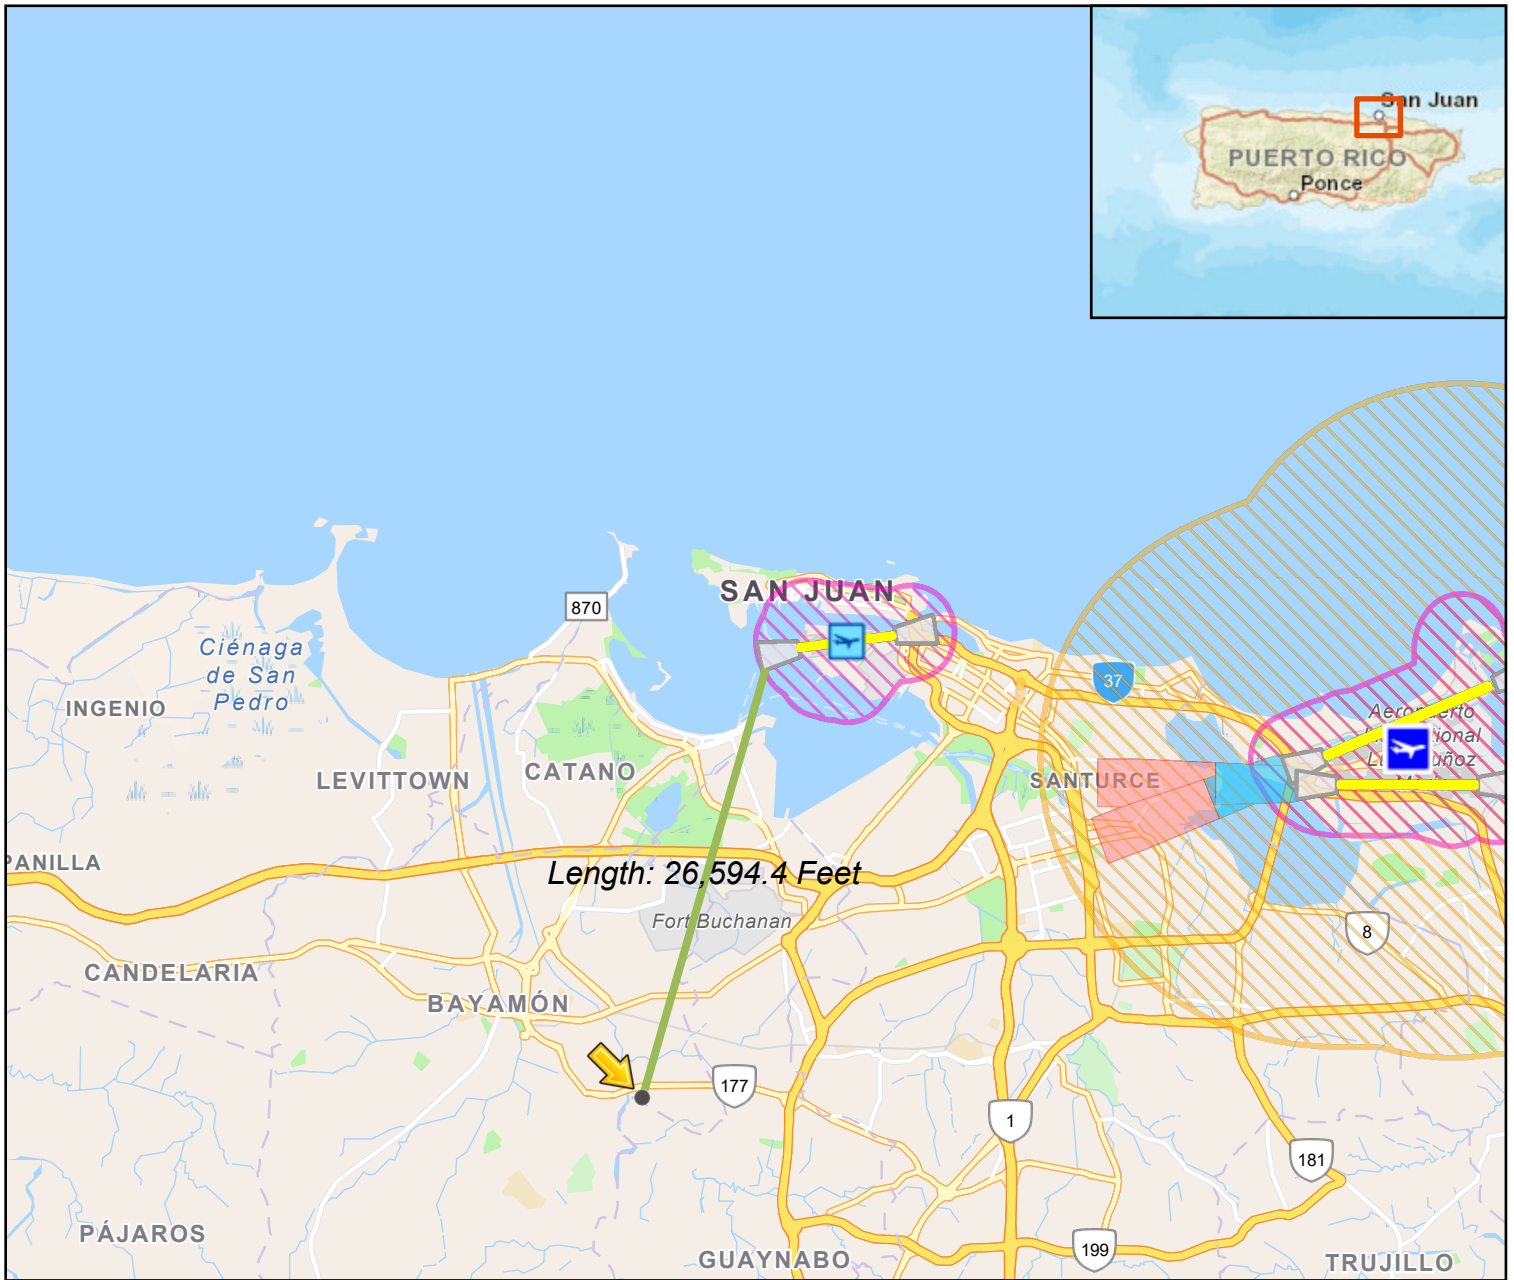 San Juan
PUERTO RICO
Ponce
SAN JUAN
870
Ciénaga
de San
Pedro
INGENIO
37
Aeropuerto
LEVITTOWN
CATANO
SANTURCE
PANILLA
Length: 26,594.4 Feet
Fort Buchanan
8
CANDELARIA
BAYAMÓN
177
1
181
PÁJAROS
GUAYNABO
199
TRUJILLO